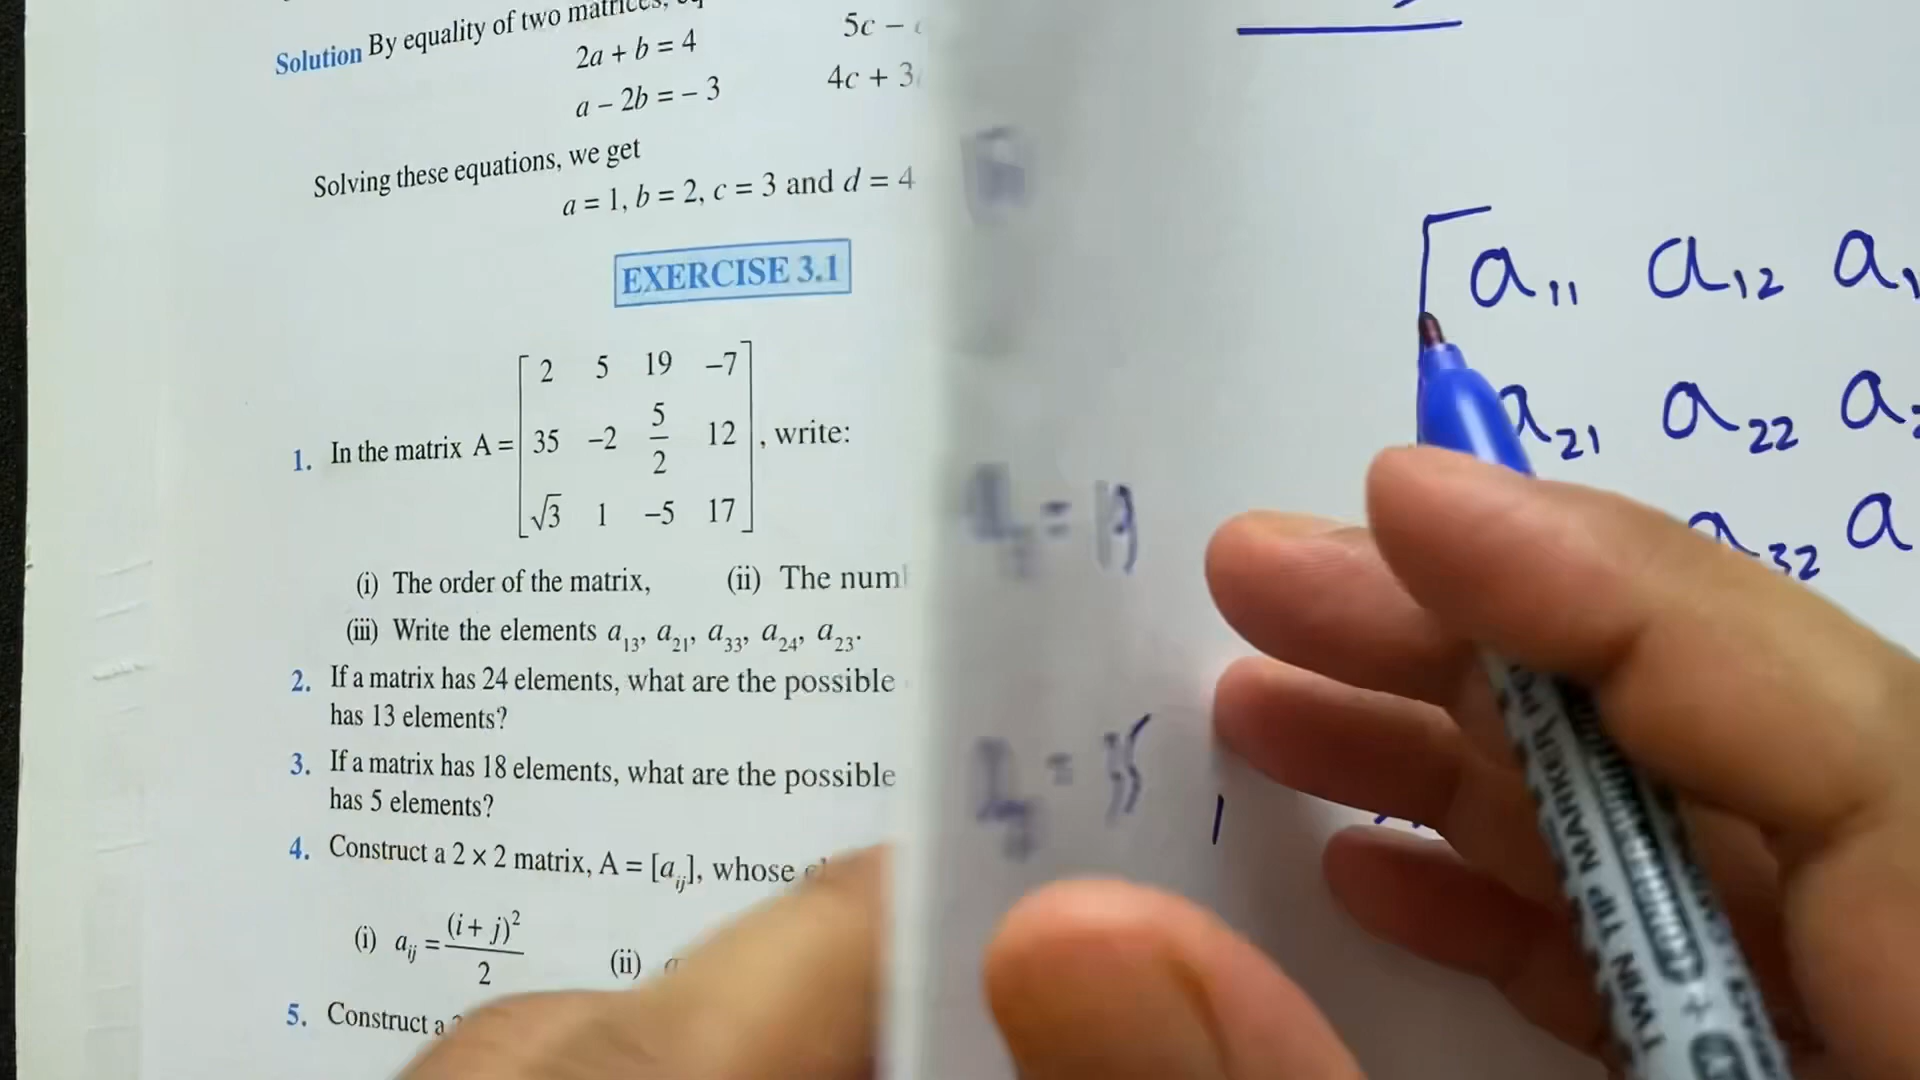 Solution By equality of two matrices,
2a + b = 4
5c –
a – 2b = – 3
4c + 3
Solving these equations, we get
a = 1, b = 2, c = 3 and d = 4
EXERCISE 3.1
1. In the matrix A = [2 5 19 –7
35 –2 5/2 12
√3 1 –5 17], write:
(i) The order of the matrix, (ii) The num
(iii) Write the elements a₁₃, a₂₁, a₃₃, a₂₄, a₂₃.
2. If a matrix has 24 elements, what are the possible
has 13 elements?
3. If a matrix has 18 elements, what are the possible
has 5 elements?
4. Construct a 2 × 2 matrix, A = [aᵢⱼ], whose
(i) aᵢⱼ = (i + j)²/2 (ii)
5. Construct a
a₁₁ a₁₂ a₁
a₂₁ a₂₂ a₂
₃₂ a
= 19
= 35
TWIN TIP MARKER